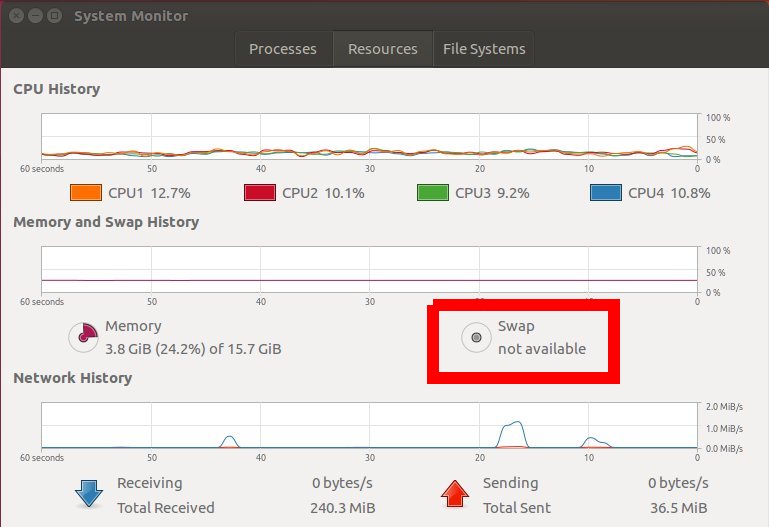 System Monitor
Processes Resources File Systems
CPU History
100 %
50 %
0 %
60 seconds 50 40 30 20 10 0
CPU1 12.7% CPU2 10.1% CPU3 9.2% CPU4 10.8%
Memory and Swap History
100 %
50 %
0 %
60 seconds 50 40 30 20 10 0
Memory Swap
3.8 GiB (24.2%) of 15.7 GiB not available
Network History
2.0 MiB/s
1.0 MiB/s
0.0 MiB/s
60 seconds 50 40 30 20 10 0
Receiving 0 bytes/s Sending 0 bytes/s
Total Received 240.3 MiB Total Sent 36.5 MiB